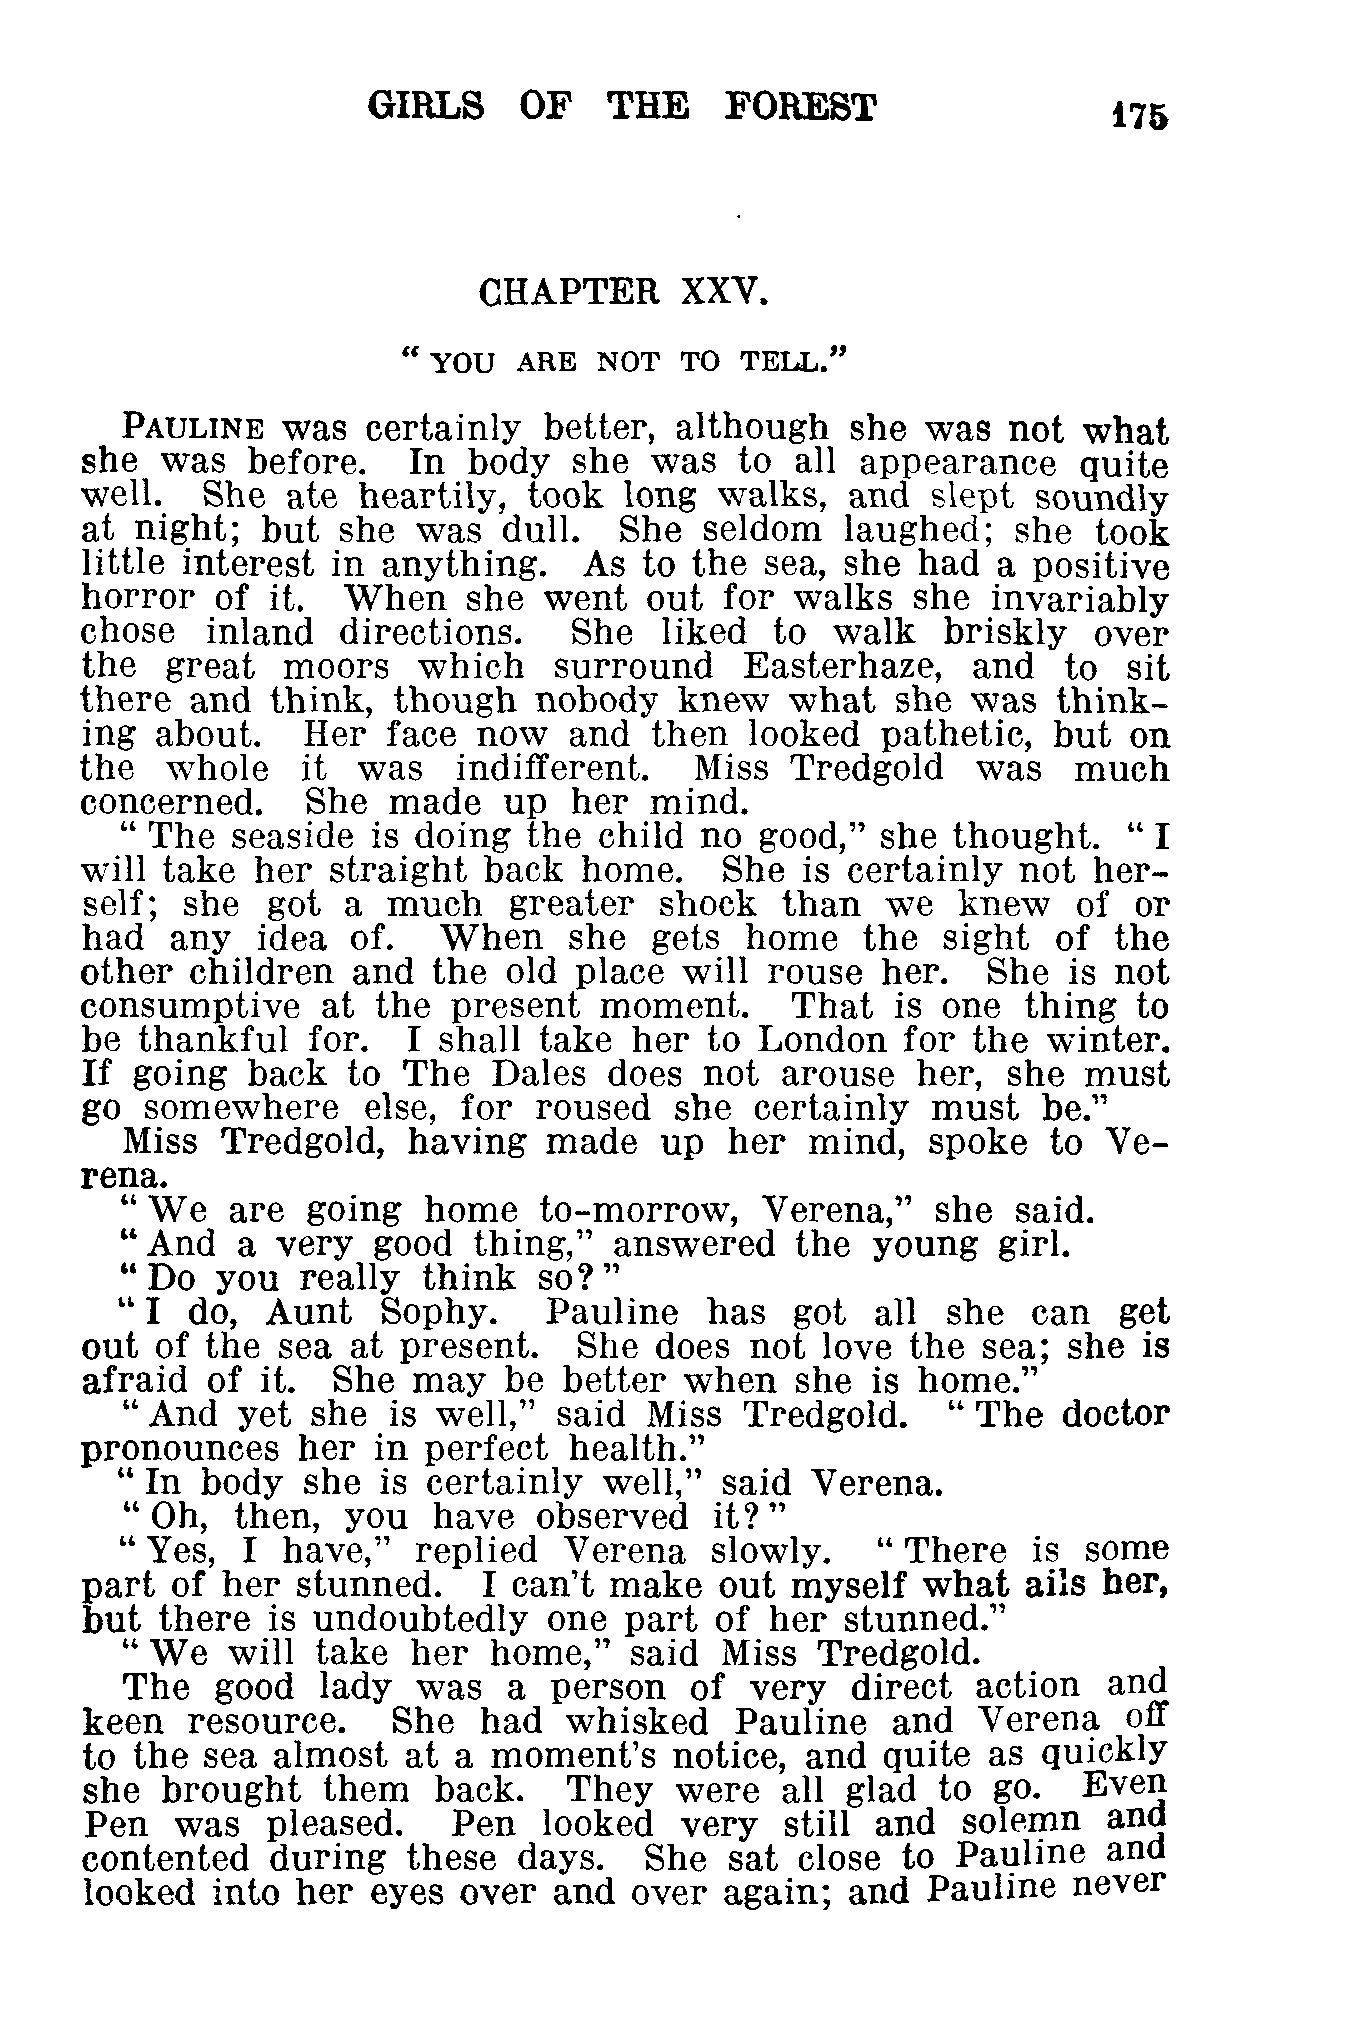 GIRLS OF THE FOREST 175
CHAPTER XXV.
“ YOU ARE NOT TO TELL.”
PAULINE was certainly better, although she was not what
she was before. In body she was to all appearance quite
well. She ate heartily, took long walks, and slept soundly
at night; but she was dull. She seldom laughed; she took
little interest in anything. As to the sea, she had a positive
horror of it. When she went out for walks she invariably
chose inland directions. She liked to walk briskly over
the great moors which surround Easterhaze, and to sit
there and think, though nobody knew what she was think-
ing about. Her face now and then looked pathetic, but on
the whole it was indifferent. Miss Tredgold was much
concerned. She made up her mind.
“ The seaside is doing the child no good,” she thought. “ I
will take her straight back home. She is certainly not her-
self; she got a much greater shock than we knew of or
had any idea of. When she gets home the sight of the
other children and the old place will rouse her. She is not
consumptive at the present moment. That is one thing to
be thankful for. I shall take her to London for the winter.
If going back to The Dales does not arouse her, she must
go somewhere else, for roused she certainly must be.”
Miss Tredgold, having made up her mind, spoke to Ve-
rena.
“ We are going home to-morrow, Verena,” she said.
“ And a very good thing,” answered the young girl.
“ Do you really think so? ”
“ I do, Aunt Sophy. Pauline has got all she can get
out of the sea at present. She does not love the sea; she is
afraid of it. She may be better when she is home.”
“ And yet she is well,” said Miss Tredgold. “ The doctor
pronounces her in perfect health.”
“ In body she is certainly well,” said Verena.
“ Oh, then, you have observed it? ”
“ Yes, I have,” replied Verena slowly. “ There is some
part of her stunned. I can't make out myself what ails her,
but there is undoubtedly one part of her stunned.”
“ We will take her home,” said Miss Tredgold.
The good lady was a person of very direct action and
keen resource. She had whisked Pauline and Verena off
to the sea almost at a moment's notice, and quite as quickly
she brought them back. They were all glad to go. Even
Pen was pleased. Pen looked very still and solemn and
contented during these days. She sat close to Pauline and
looked into her eyes over and over again; and Pauline never